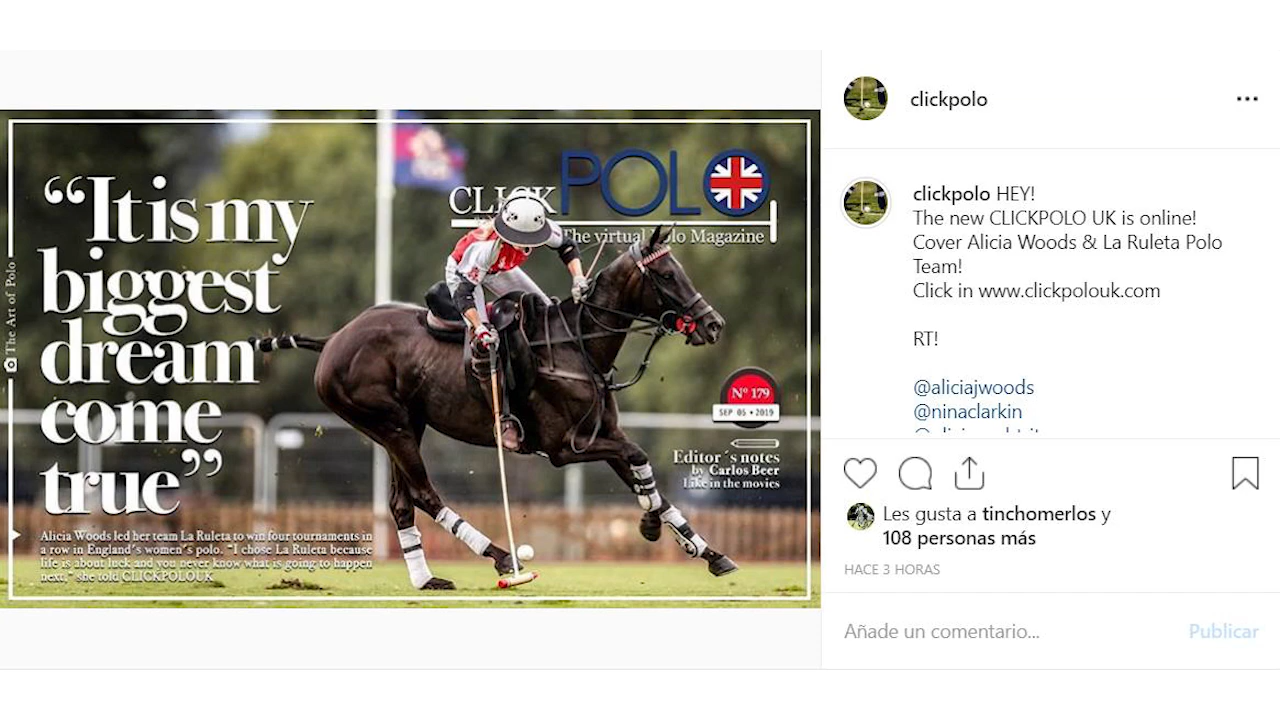 “It is my
biggest
dream
come
true”
Alicia Woods led her team La Ruleta to win four tournaments in
a row in England´s women´s polo. “I chose La Ruleta because
life is about luck and you never know what is going to happen
next,” she told CLICKPOLOUK
The Art of Polo
CLICK POLO
The virtual Polo Magazine
Nº 179
SEP 05 • 2019
Editor´s notes
by Carlos Beer
Like in the movies
clickpolo
clickpolo HEY!
The new CLICKPOLO UK is online!
Cover Alicia Woods & La Ruleta Polo
Team!
Click in www.clickpolouk.com
RT!
@aliciajwoods
@ninaclarkin
Les gusta a tinchomerlos y
108 personas más
HACE 3 HORAS
Añade un comentario...
Publicar